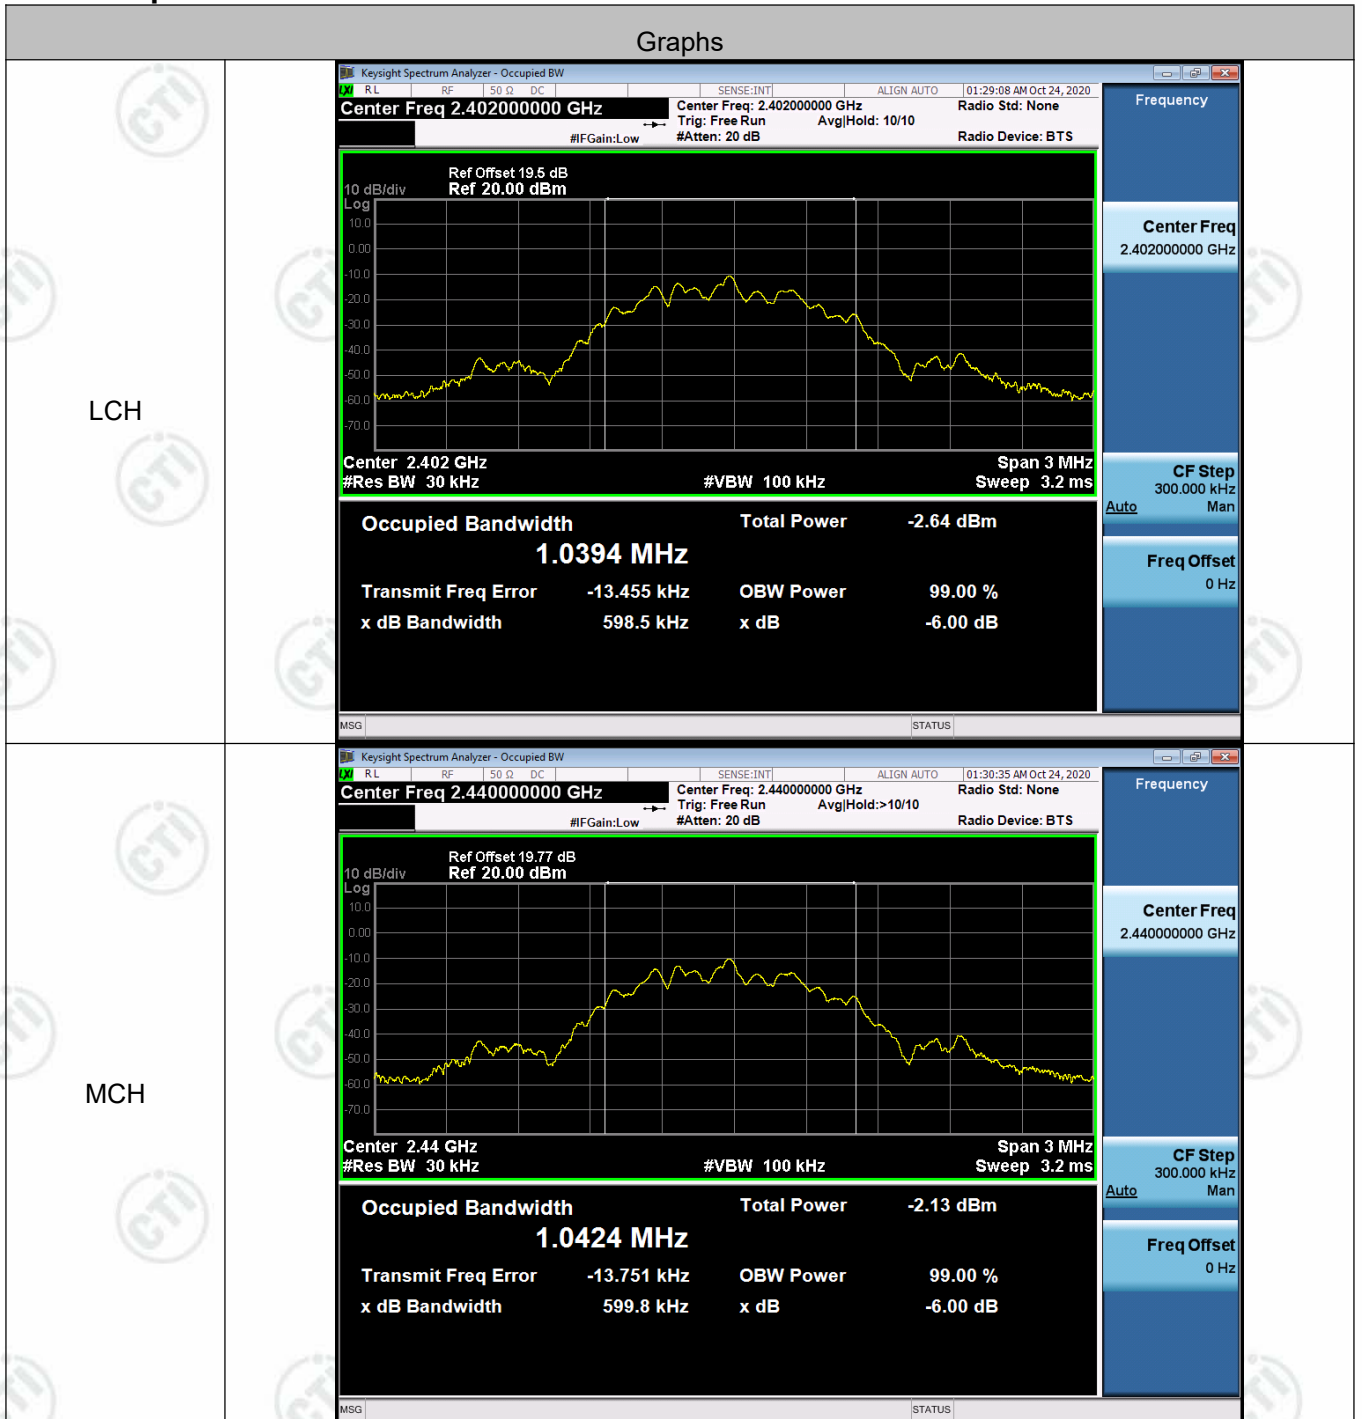 Graphs
LCH
Keysight Spectrum Analyzer - Occupied BW
LXI RL RF 50 Ω DC SENSE:INT ALIGN AUTO 01:29:08 AM Oct 24, 2020
Center Freq 2.402000000 GHz
Center Freq: 2.402000000 GHz
Radio Std: None
Trig: Free Run Avg|Hold: 10/10
#IFGain:Low
#Atten: 20 dB
Radio Device: BTS
Ref Offset 19.5 dB
10 dB/div Ref 20.00 dBm
Log
10.0
0.00
-10.0
-20.0
-30.0
-40.0
-50.0
-60.0
-70.0
Center 2.402 GHz Span 3 MHz
#Res BW 30 kHz #VBW 100 kHz Sweep 3.2 ms
Occupied Bandwidth Total Power -2.64 dBm
1.0394 MHz
Transmit Freq Error -13.455 kHz OBW Power 99.00 %
x dB Bandwidth 598.5 kHz x dB -6.00 dB
MSG STATUS
Frequency
Center Freq
2.402000000 GHz
CF Step
300.000 kHz
Auto Man
Freq Offset
0 Hz
MCH
Keysight Spectrum Analyzer - Occupied BW
LXI RL RF 50 Ω DC SENSE:INT ALIGN AUTO 01:30:35 AM Oct 24, 2020
Center Freq 2.440000000 GHz
Center Freq: 2.440000000 GHz
Radio Std: None
Trig: Free Run Avg|Hold:>10/10
#IFGain:Low
#Atten: 20 dB
Radio Device: BTS
Ref Offset 19.77 dB
10 dB/div Ref 20.00 dBm
Log
10.0
0.00
-10.0
-20.0
-30.0
-40.0
-50.0
-60.0
-70.0
Center 2.44 GHz Span 3 MHz
#Res BW 30 kHz #VBW 100 kHz Sweep 3.2 ms
Occupied Bandwidth Total Power -2.13 dBm
1.0424 MHz
Transmit Freq Error -13.751 kHz OBW Power 99.00 %
x dB Bandwidth 599.8 kHz x dB -6.00 dB
MSG STATUS
Frequency
Center Freq
2.440000000 GHz
CF Step
300.000 kHz
Auto Man
Freq Offset
0 Hz
CTI